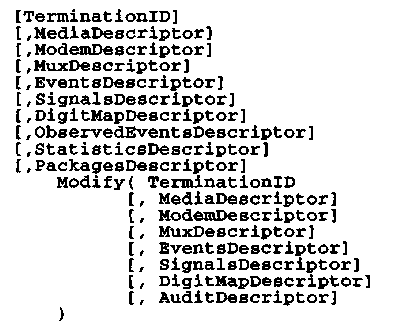 [TerminationID]
[,MediaDescriptor]
[,ModemDescriptor]
[,MuxDescriptor]
[,EventsDescriptor]
[,SignalsDescriptor]
[,DigitMapDescriptor]
[,ObservedEventsDescriptor]
[,StatisticsDescriptor]
[,PackagesDescriptor]
Modify( TerminationID
[, MediaDescriptor]
[, ModemDescriptor]
[, MuxDescriptor]
[, EventsDescriptor]
[, SignalsDescriptor]
[, DigitMapDescriptor]
[, AuditDescriptor]
)